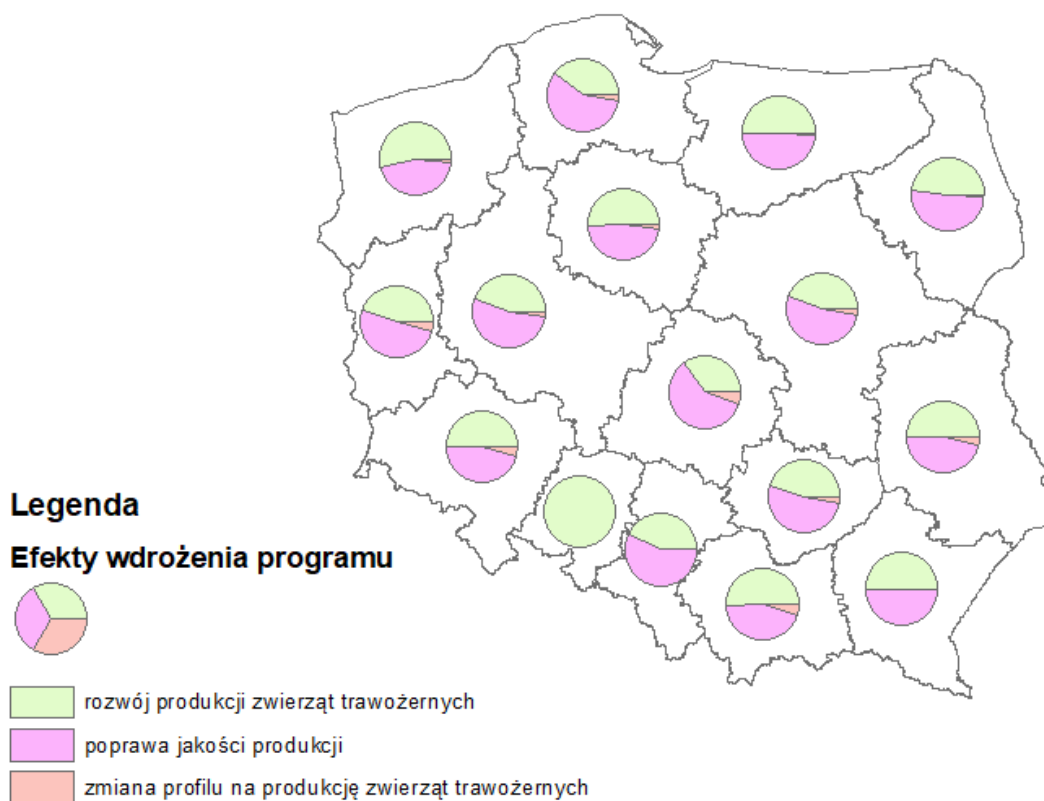 Legenda
Efekty wdrożenia programu
rozwój produkcji zwierząt trawożernych
poprawa jakości produkcji
zmiana profilu na produkcję zwierząt trawożernych